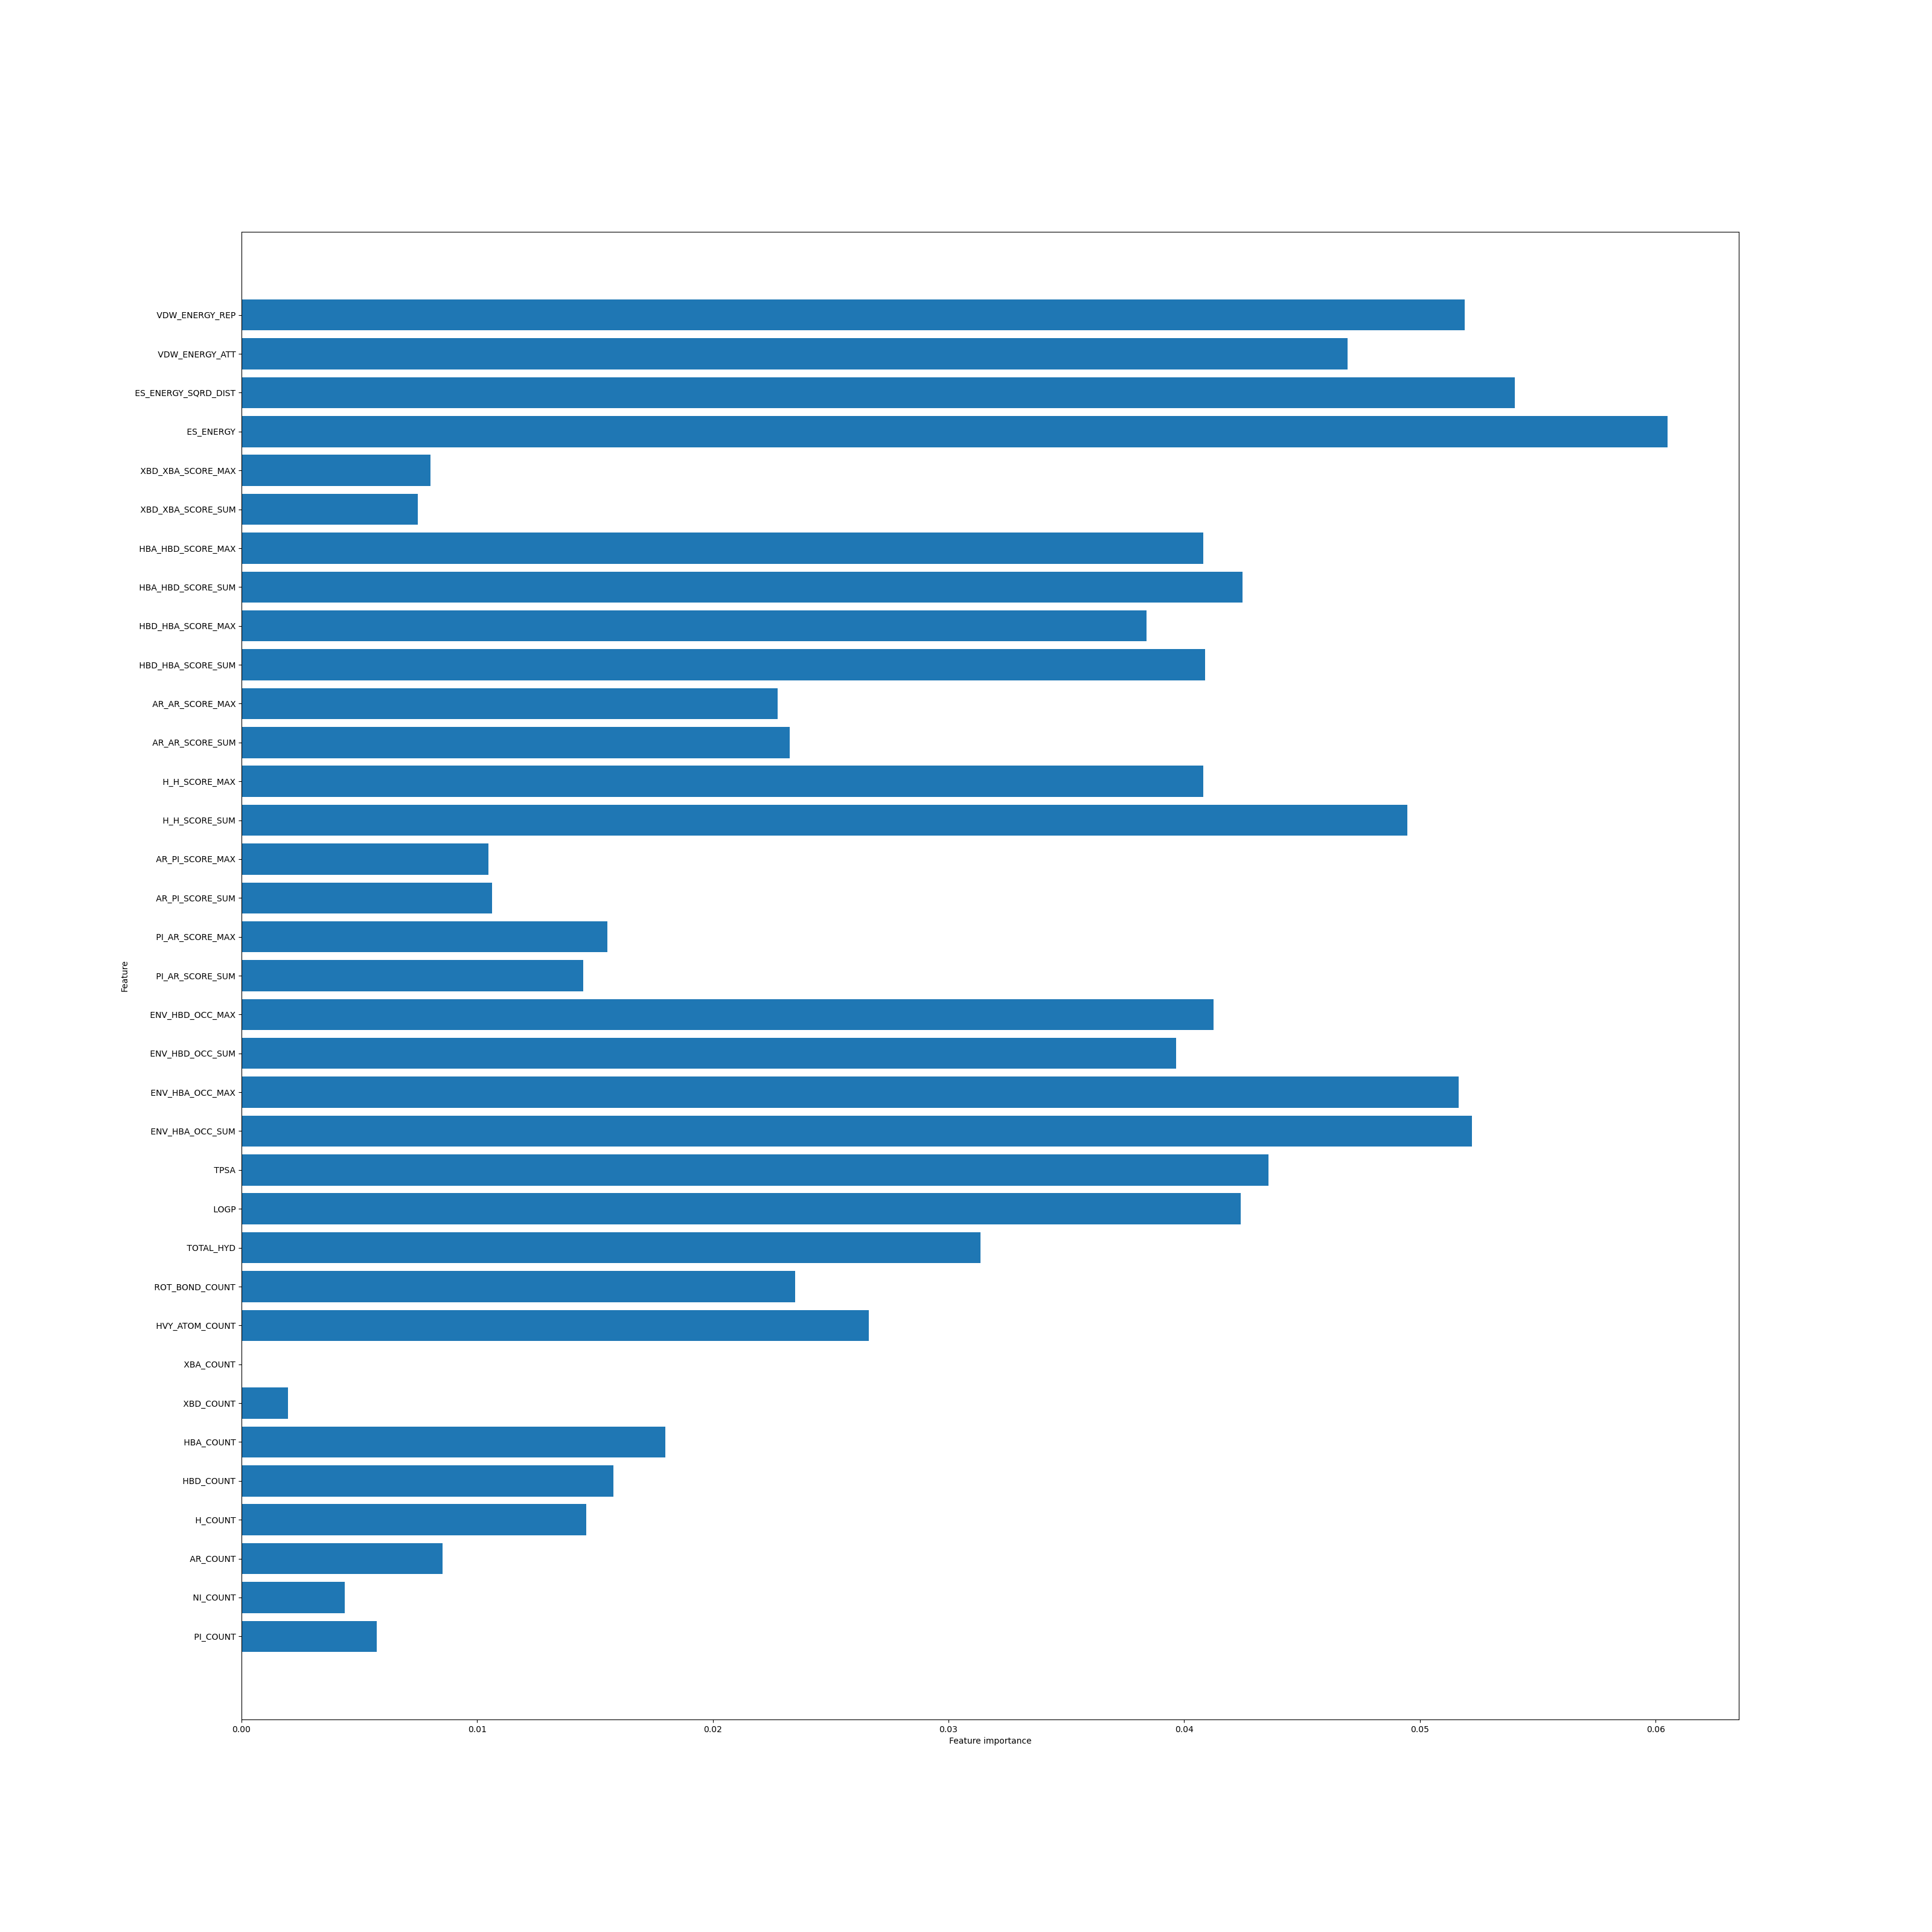 VDW_ENERGY_REP
VDW_ENERGY_ATT
ES_ENERGY_SQRD_DIST
ES_ENERGY
XBD_XBA_SCORE_MAX
XBD_XBA_SCORE_SUM
HBA_HBD_SCORE_MAX
HBA_HBD_SCORE_SUM
HBD_HBA_SCORE_MAX
HBD_HBA_SCORE_SUM
AR_AR_SCORE_MAX
AR_AR_SCORE_SUM
H_H_SCORE_MAX
H_H_SCORE_SUM
AR_PI_SCORE_MAX
AR_PI_SCORE_SUM
PI_AR_SCORE_MAX
PI_AR_SCORE_SUM
ENV_HBD_OCC_MAX
ENV_HBD_OCC_SUM
ENV_HBA_OCC_MAX
ENV_HBA_OCC_SUM
TPSA
LOGP
TOTAL_HYD
ROT_BOND_COUNT
HVY_ATOM_COUNT
XBA_COUNT
XBD_COUNT
HBA_COUNT
HBD_COUNT
H_COUNT
AR_COUNT
NI_COUNT
PI_COUNT
Feature
0.00 0.01 0.02 0.03 0.04 0.05 0.06
Feature importance